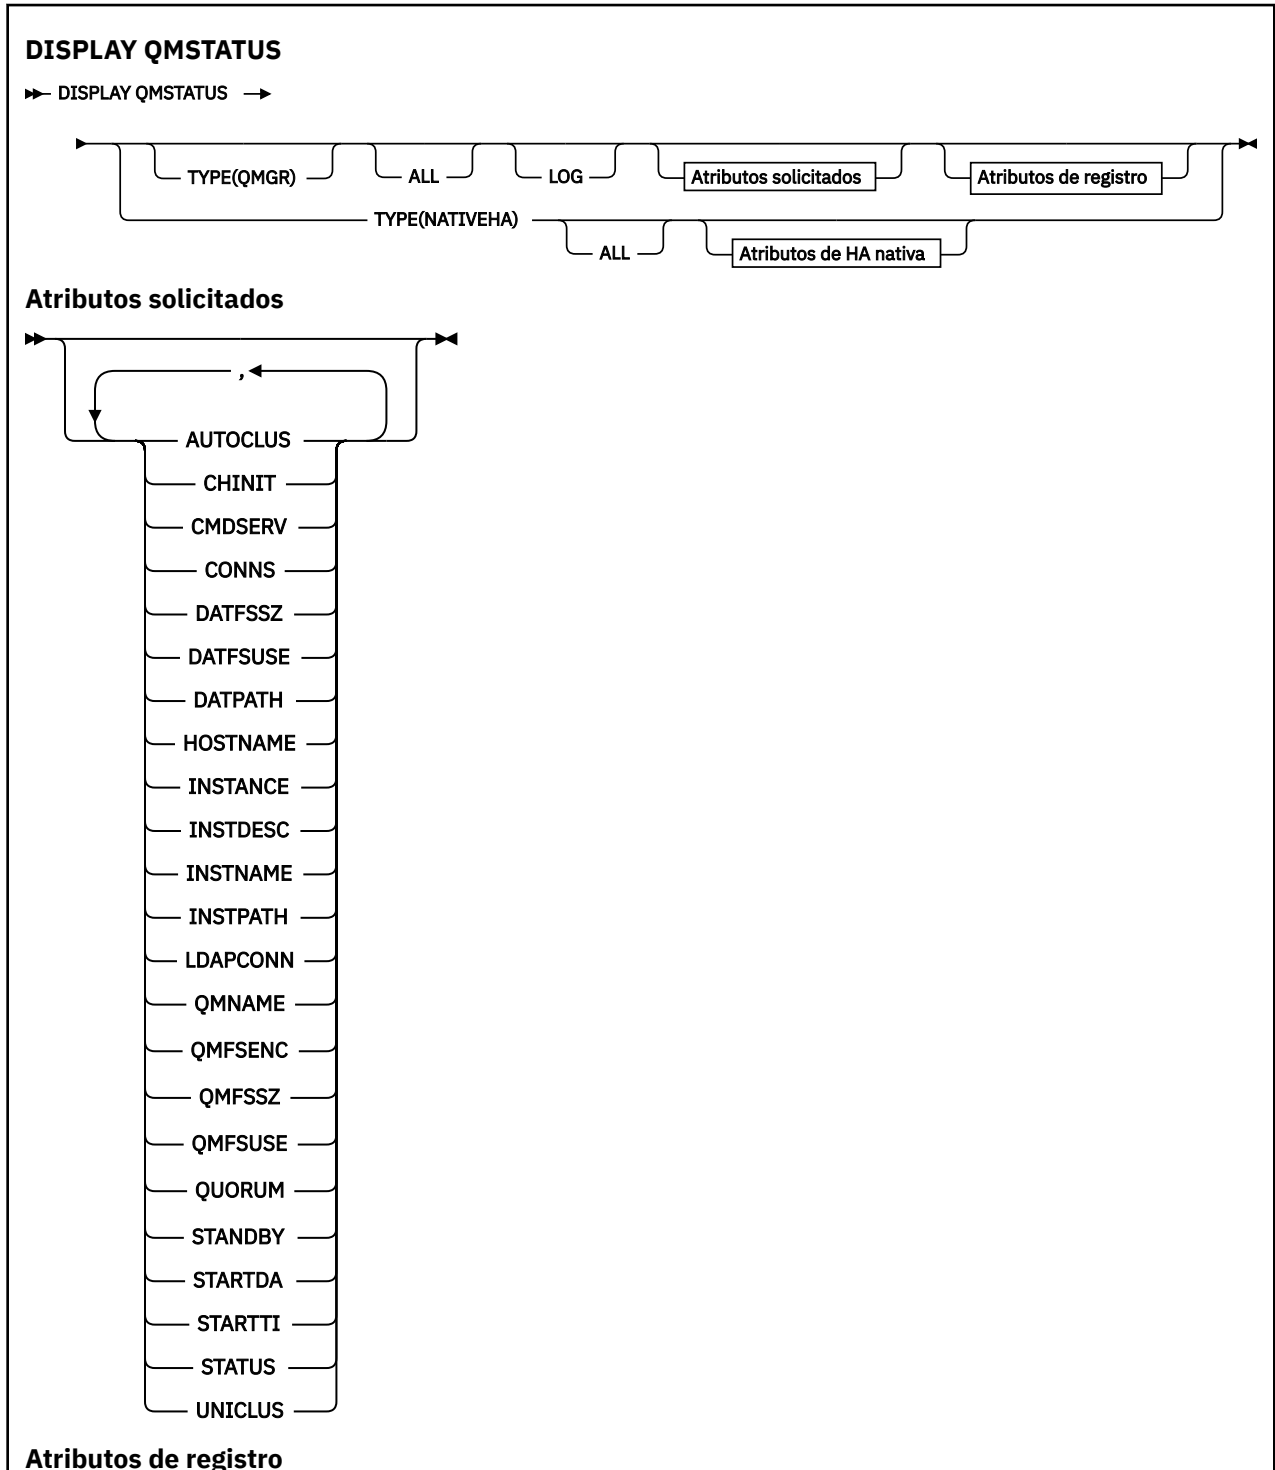 DISPLAY QMSTATUS
DISPLAY QMSTATUS
TYPE(QMGR) ALL LOG Atributos solicitados Atributos de registro
TYPE(NATIVEHA)
ALL Atributos de HA nativa
Atributos solicitados
,
AUTOCLUS
CHINIT
CMDSERV
CONNS
DATFSSZ
DATFSUSE
DATPATH
HOSTNAME
INSTANCE
INSTDESC
INSTNAME
INSTPATH
LDAPCONN
QMNAME
QMFSENC
QMFSSZ
QMFSUSE
QUORUM
STANDBY
STARTDA
STARTTI
STATUS
UNICLUS
Atributos de registro